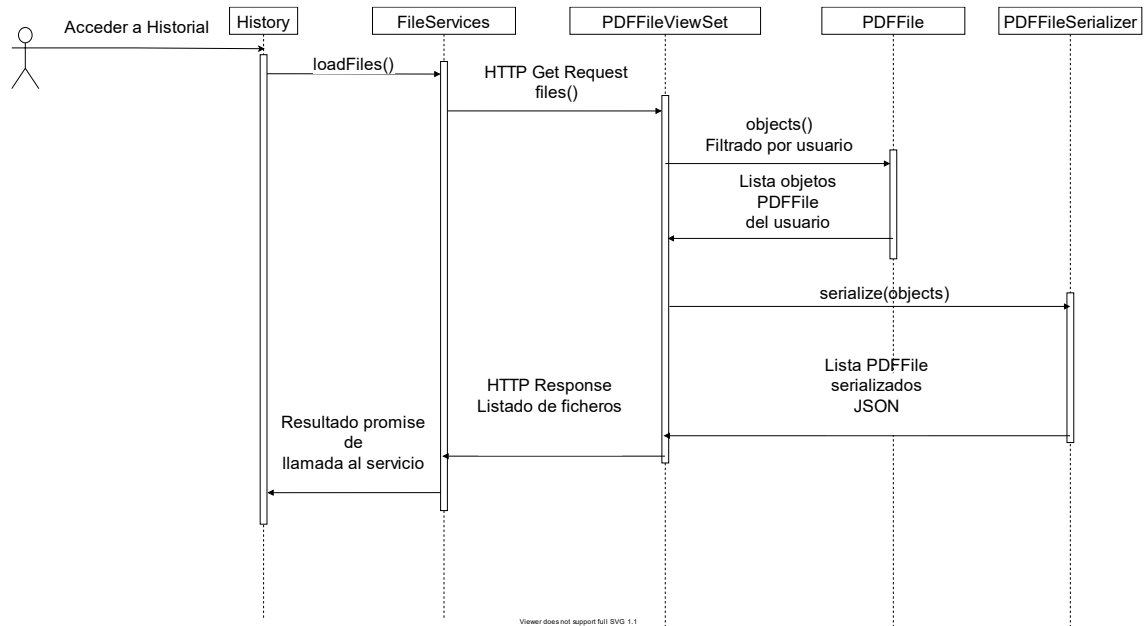 Acceder a Historial
History
FileServices
PDFFileViewSet
PDFFile
PDFFileSerializer
loadFiles()
HTTP Get Request
files()
objects()
Filtrado por usuario
Lista objetos
PDFFile
del usuario
serialize(objects)
Lista PDFFile
serializados
JSON
HTTP Response
Listado de ficheros
Resultado promise
de
llamada al servicio
Viewer does not support full SVG 1.1